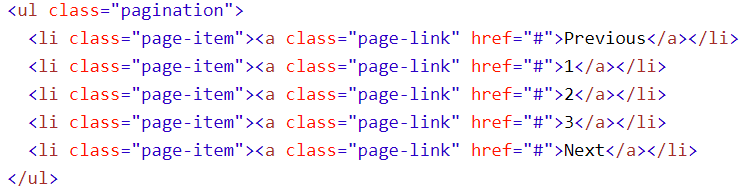 <ul class="pagination">
  <li class="page-item"><a class="page-link" href="#">Previous</a></li>
  <li class="page-item"><a class="page-link" href="#">1</a></li>
  <li class="page-item"><a class="page-link" href="#">2</a></li>
  <li class="page-item"><a class="page-link" href="#">3</a></li>
  <li class="page-item"><a class="page-link" href="#">Next</a></li>
</ul>